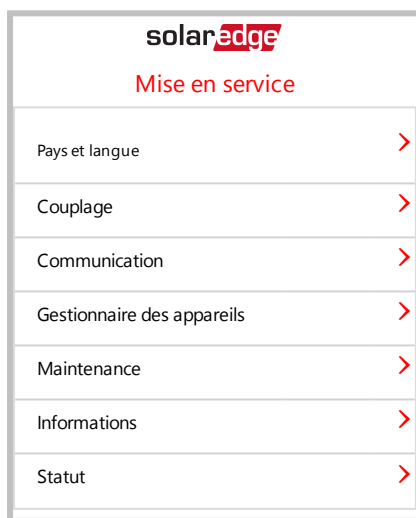 solaredge
Mise en service
Pays et langue
Couplage
Communication
Gestionnaire des appareils
Maintenance
Informations
Statut